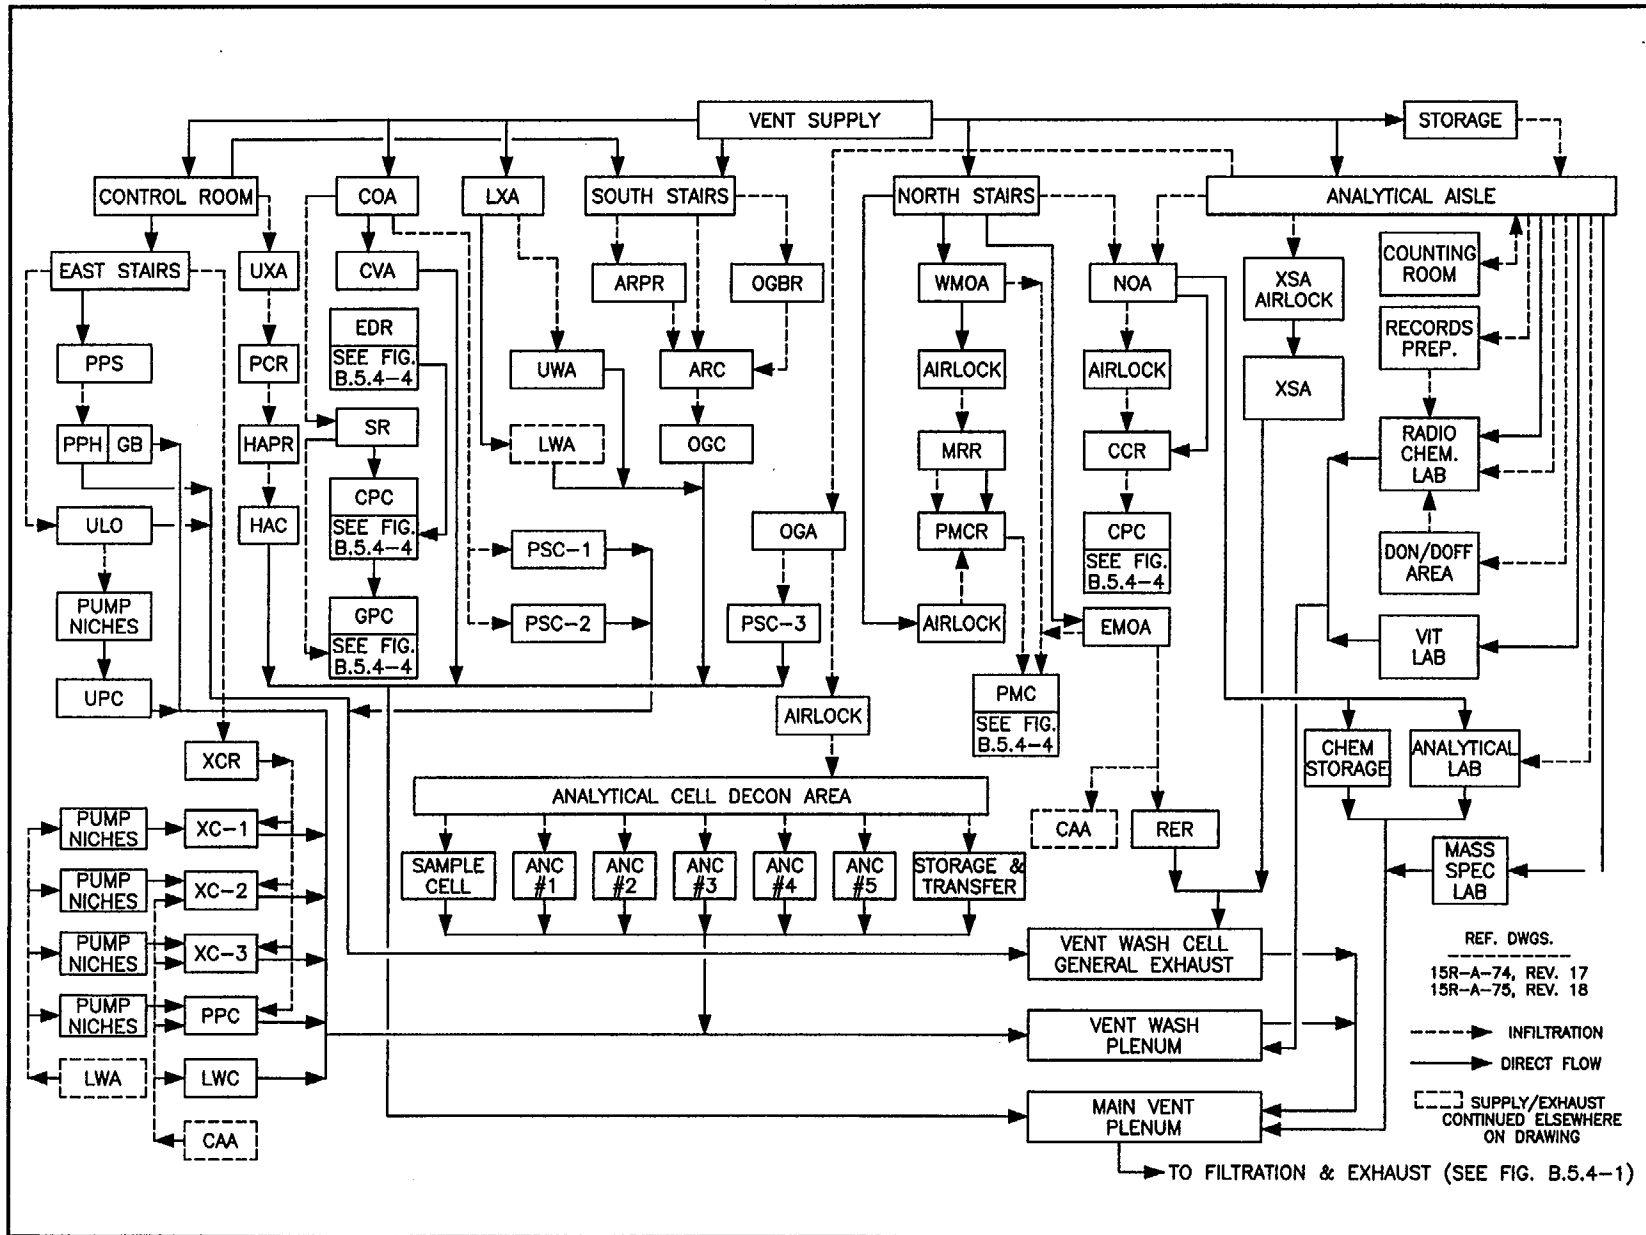 VENT SUPPLY
STORAGE
CONTROL ROOM
COA
LXA
SOUTH STAIRS
NORTH STAIRS
ANALYTICAL AISLE
EAST STAIRS
UXA
CVA
ARPR
OGBR
WMOA
NOA
XSA
AIRLOCK
COUNTING
ROOM
EDR
SEE FIG.
B.5.4-4
RECORDS
PREP.
PPS
PCR
UWA
ARC
AIRLOCK
AIRLOCK
XSA
PPH
GB
HAPR
SR
LWA
OGC
MRR
CCR
RADIO
CHEM.
LAB
ULO
HAC
CPC
SEE FIG.
B.5.4-4
PSC-1
OGA
PMCR
CPC
SEE FIG.
B.5.4-4
DON/DOFF
AREA
PUMP
NICHES
GPC
SEE FIG.
B.5.4-4
PSC-2
PSC-3
AIRLOCK
EMOA
VIT
LAB
UPC
AIRLOCK
PMC
SEE FIG.
B.5.4-4
CHEM
STORAGE
ANALYTICAL
LAB
XCR
ANALYTICAL CELL DECON AREA
CAA
RER
PUMP
NICHES
XC-1
SAMPLE
CELL
ANC
#1
ANC
#2
ANC
#3
ANC
#4
ANC
#5
STORAGE &
TRANSFER
MASS
SPEC
LAB
PUMP
NICHES
XC-2
PUMP
NICHES
XC-3
VENT WASH CELL
GENERAL EXHAUST
REF. DWGS.
15R-A-74, REV. 17
15R-A-75, REV. 18
PUMP
NICHES
PPC
VENT WASH
PLENUM
INFILTRATION
LWA
LWC
DIRECT FLOW
MAIN VENT
PLENUM
SUPPLY/EXHAUST
CONTINUED ELSEWHERE
ON DRAWING
CAA
TO FILTRATION & EXHAUST (SEE FIG. B.5.4-1)